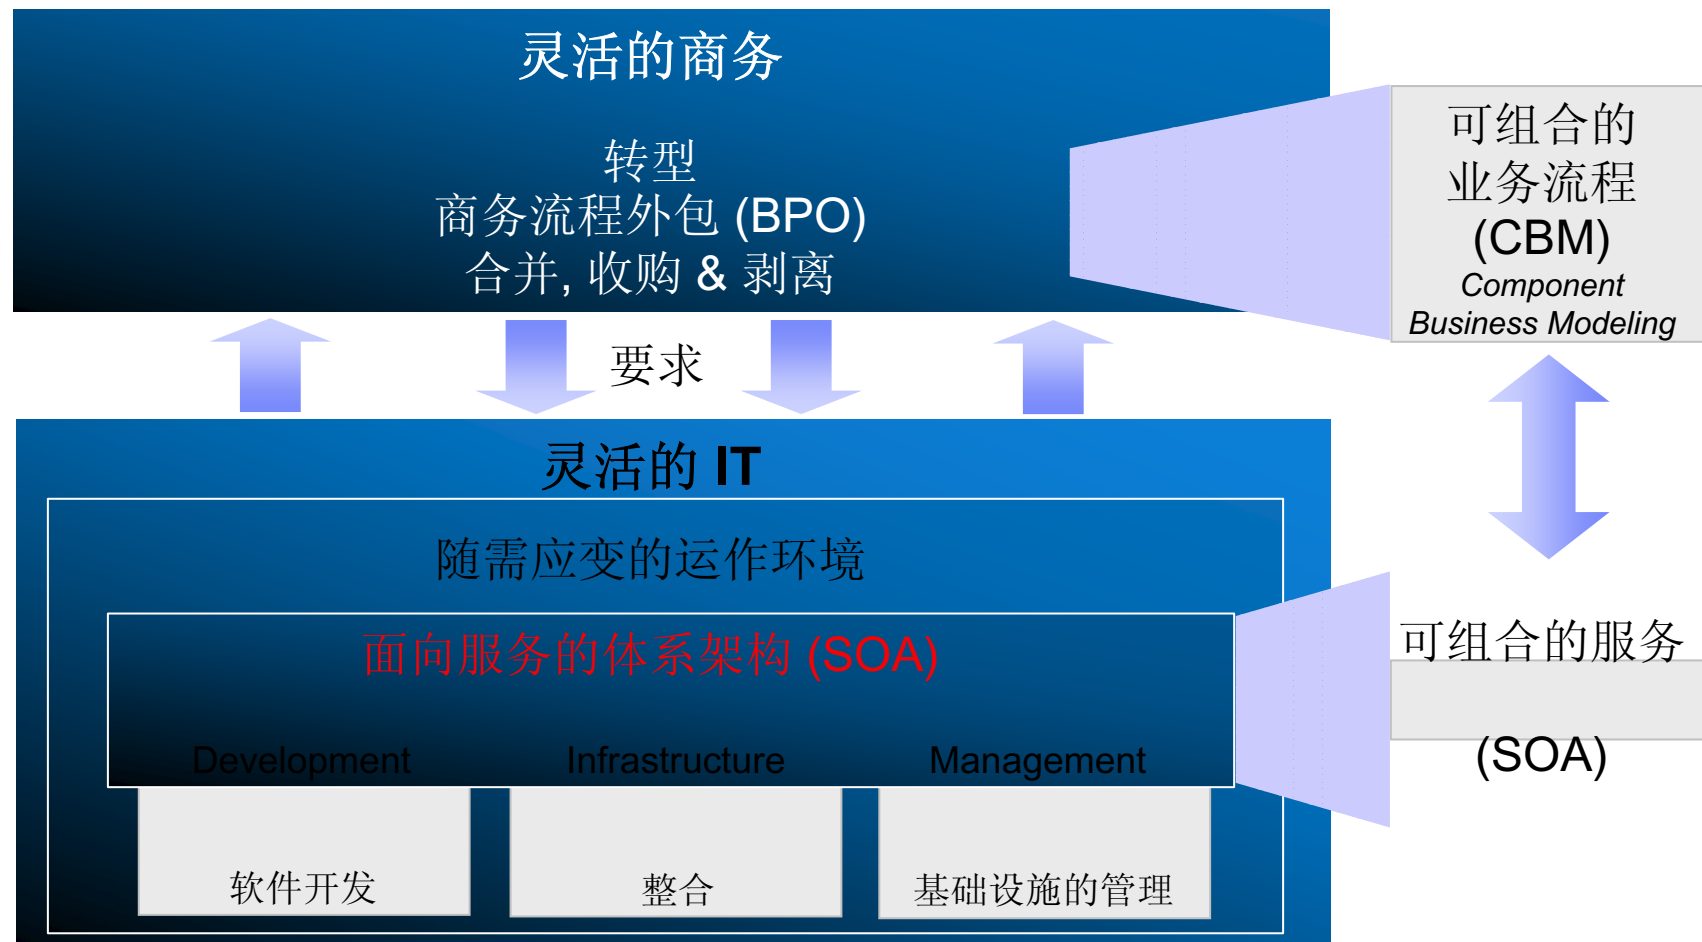 灵活的商务
转型
商务流程外包 (BPO)
合并, 收购 & 剥离
可组合的
业务流程
(CBM)
Component
Business Modeling
要求
灵活的 IT
随需应变的运作环境
面向服务的体系架构 (SOA)
可组合的服务
(SOA)
Development
Infrastructure
Management
软件开发
整合
基础设施的管理